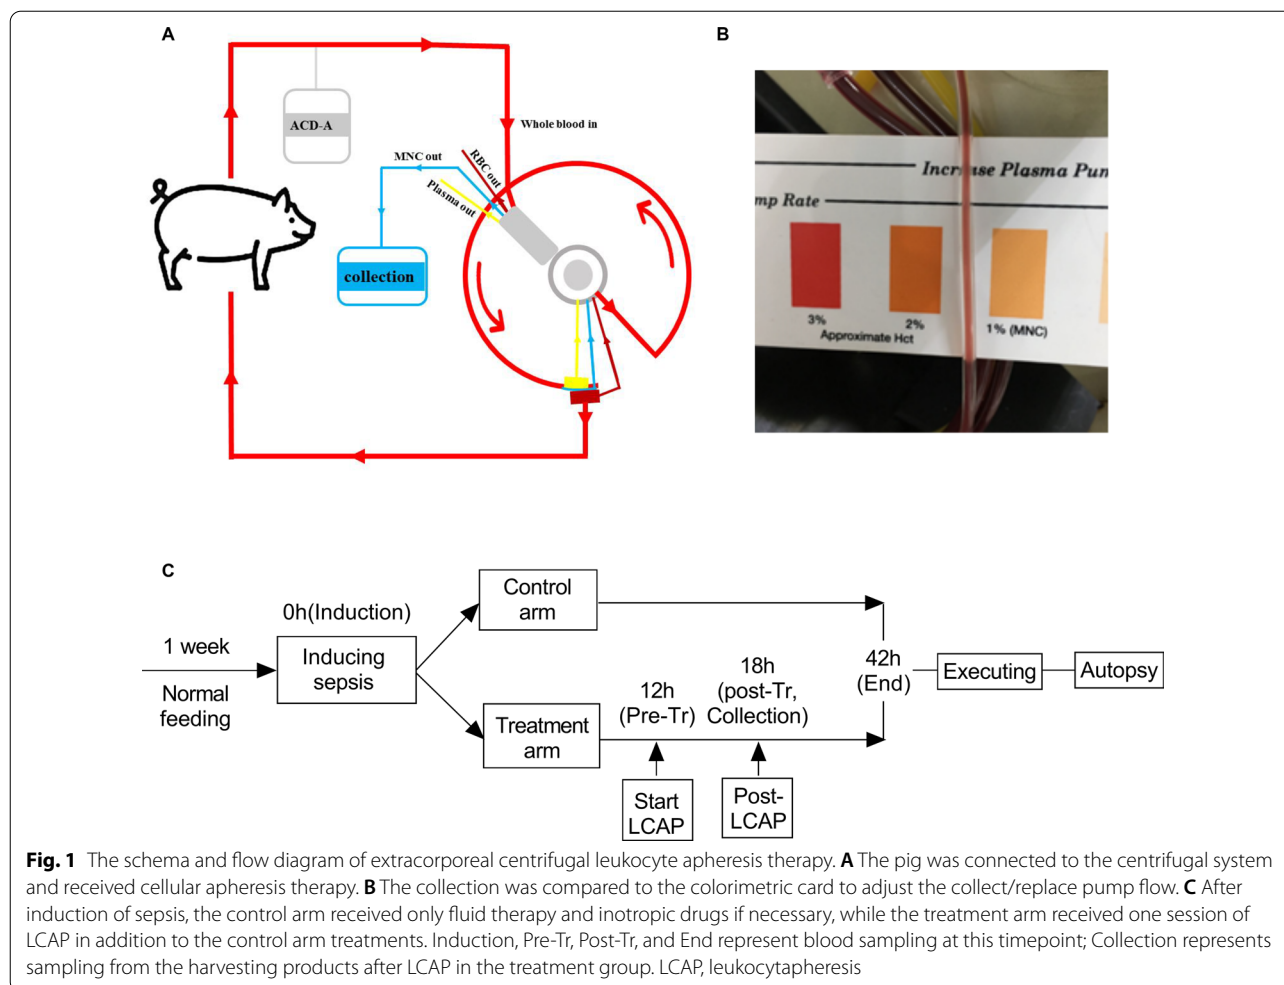 A
B
ACD-A
Whole blood in
MNC out
RBC out
Plasma out
collection
Increase Plasma Pum
mp Rate
3%
2%
1% (MNC)
Approximate Hct
C
1 week
Normal
feeding
0h(Induction)
Inducing
sepsis
Control
arm
Treatment
arm
12h
(Pre-Tr)
Start
LCAP
18h
(post-Tr,
Collection)
Post-
LCAP
42h
(End)
Executing
Autopsy
Fig. 1 The schema and flow diagram of extracorporeal centrifugal leukocyte apheresis therapy. A The pig was connected to the centrifugal system
and received cellular apheresis therapy. B The collection was compared to the colorimetric card to adjust the collect/replace pump flow. C After
induction of sepsis, the control arm received only fluid therapy and inotropic drugs if necessary, while the treatment arm received one session of
LCAP in addition to the control arm treatments. Induction, Pre-Tr, Post-Tr, and End represent blood sampling at this timepoint; Collection represents
sampling from the harvesting products after LCAP in the treatment group. LCAP, leukocytapheresis